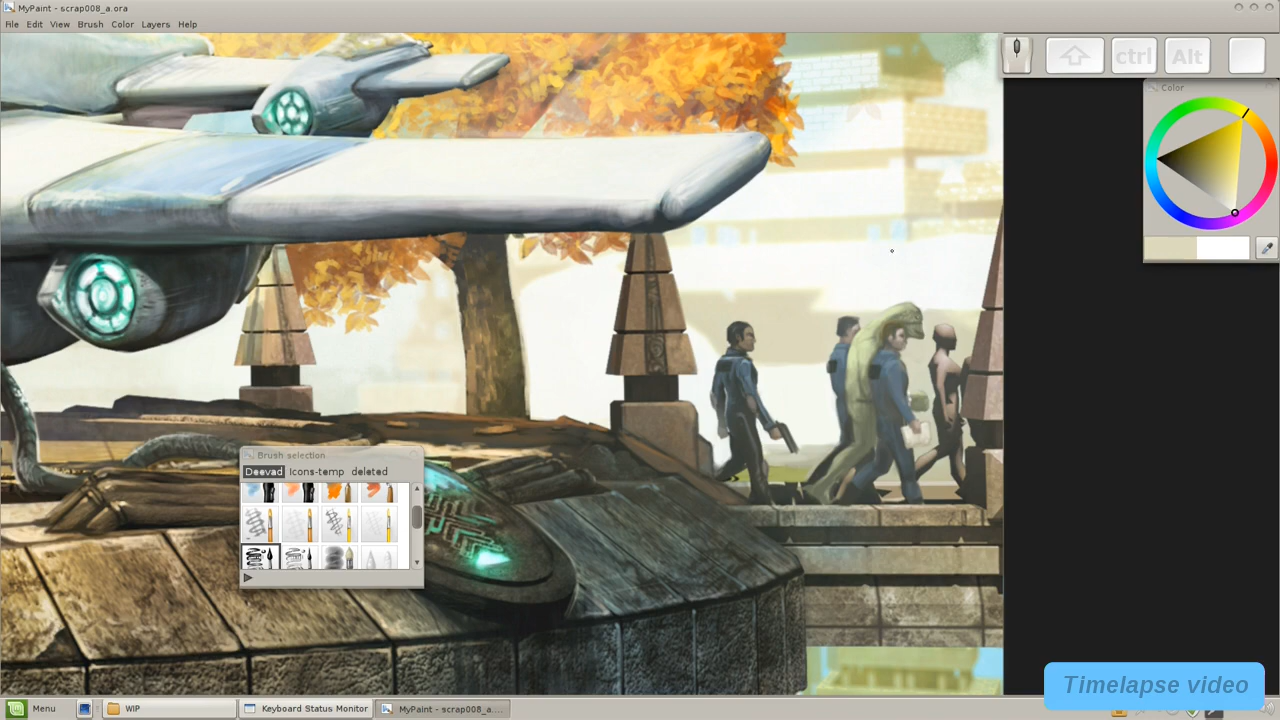 MyPaint - scrap008_a.ora
File Edit View Brush Color Layers Help
ctrl Alt
Color
Brush selection
Deevad Icons-temp deleted
Timelapse video
Menu WIP Keyboard Status Monitor MyPaint - scrap008_a....